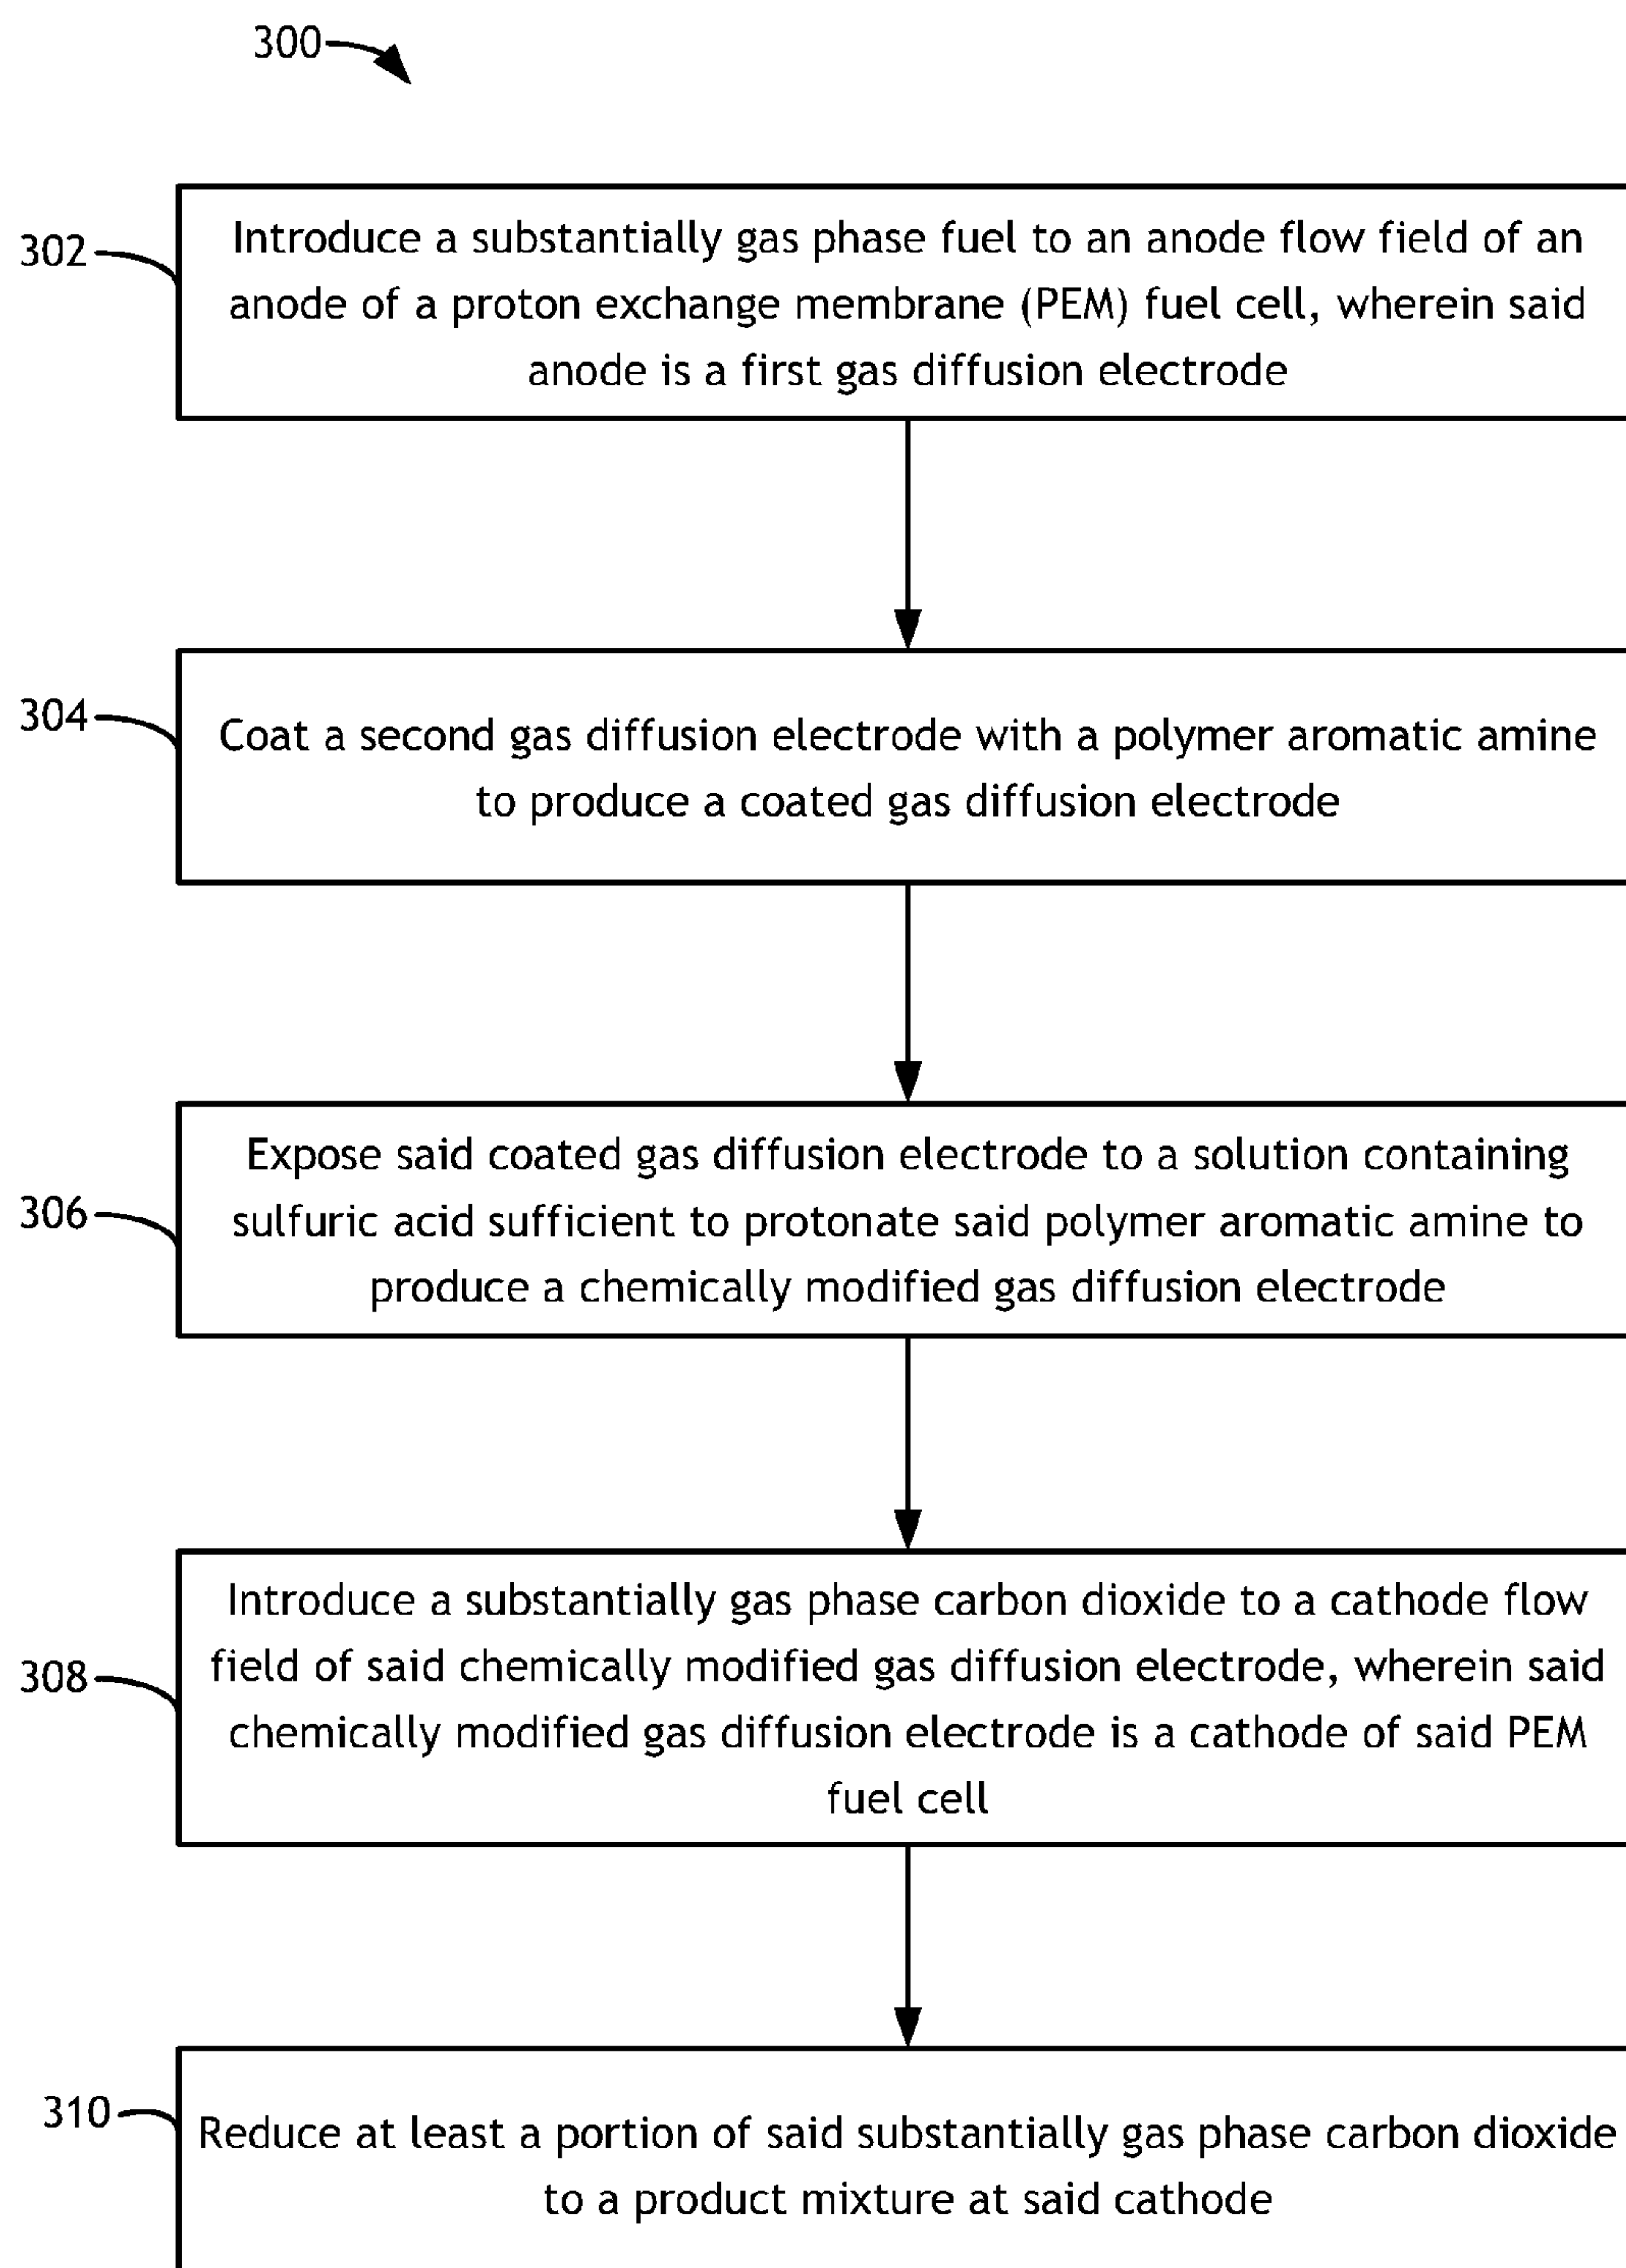 300
302
Introduce a substantially gas phase fuel to an anode flow field of an
anode of a proton exchange membrane (PEM) fuel cell, wherein said
anode is a first gas diffusion electrode
304
Coat a second gas diffusion electrode with a polymer aromatic amine
to produce a coated gas diffusion electrode
306
Expose said coated gas diffusion electrode to a solution containing
sulfuric acid sufficient to protonate said polymer aromatic amine to
produce a chemically modified gas diffusion electrode
308
Introduce a substantially gas phase carbon dioxide to a cathode flow
field of said chemically modified gas diffusion electrode, wherein said
chemically modified gas diffusion electrode is a cathode of said PEM
fuel cell
310
Reduce at least a portion of said substantially gas phase carbon dioxide
to a product mixture at said cathode